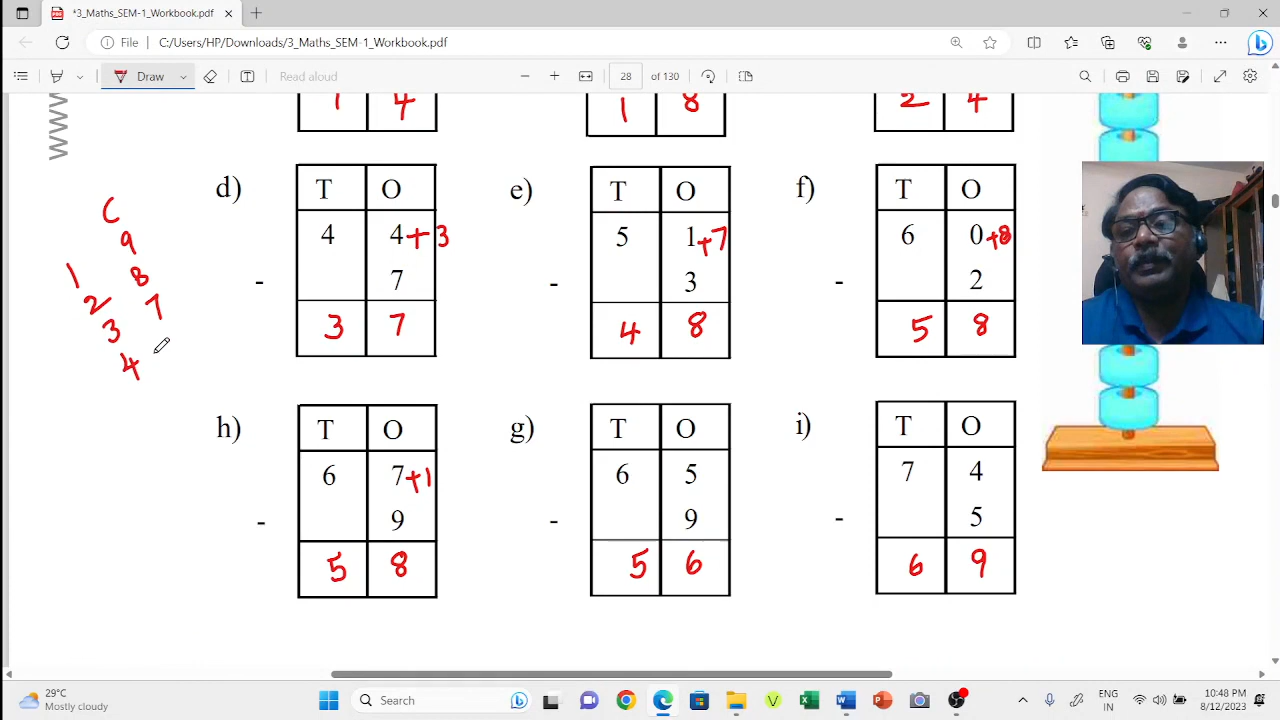 *3_Maths_SEM-1_Workbook.pdf
File C:/Users/HP/Downloads/3_Maths_SEM-1_Workbook.pdf
Draw Read aloud 28 of 130
1 4 1 8 2 4
d) T O e) T O f) T O
4 4+3 5 1+7 6 0+8
- 7 - 3 - 2
3 7 4 8 5 8
C
9
1 8
2 7
3
4
h) T O g) T O i) T O
6 7+1 6 5 7 4
- 9 - 9 - 5
5 8 5 6 6 9
29°C
Mostly cloudy
Search
ENG
IN
10:48 PM
8/12/2023